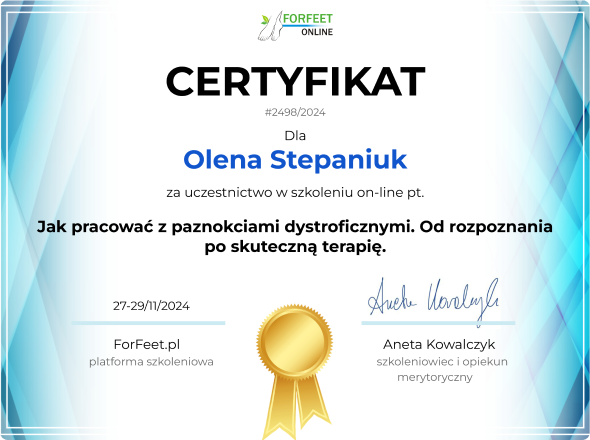 FORFEET
ONLINE
CERTYFIKAT
#2498/2024
Dla
Olena Stepaniuk
za uczestnictwo w szkoleniu on-line pt.
Jak pracować z paznokciami dystroficznymi. Od rozpoznania
po skuteczną terapię.
27-29/11/2024
ForFeet.pl
platforma szkoleniowa
Aneta Kowalczyk
Aneta Kowalczyk
szkoleniowiec i opiekun
merytoryczny